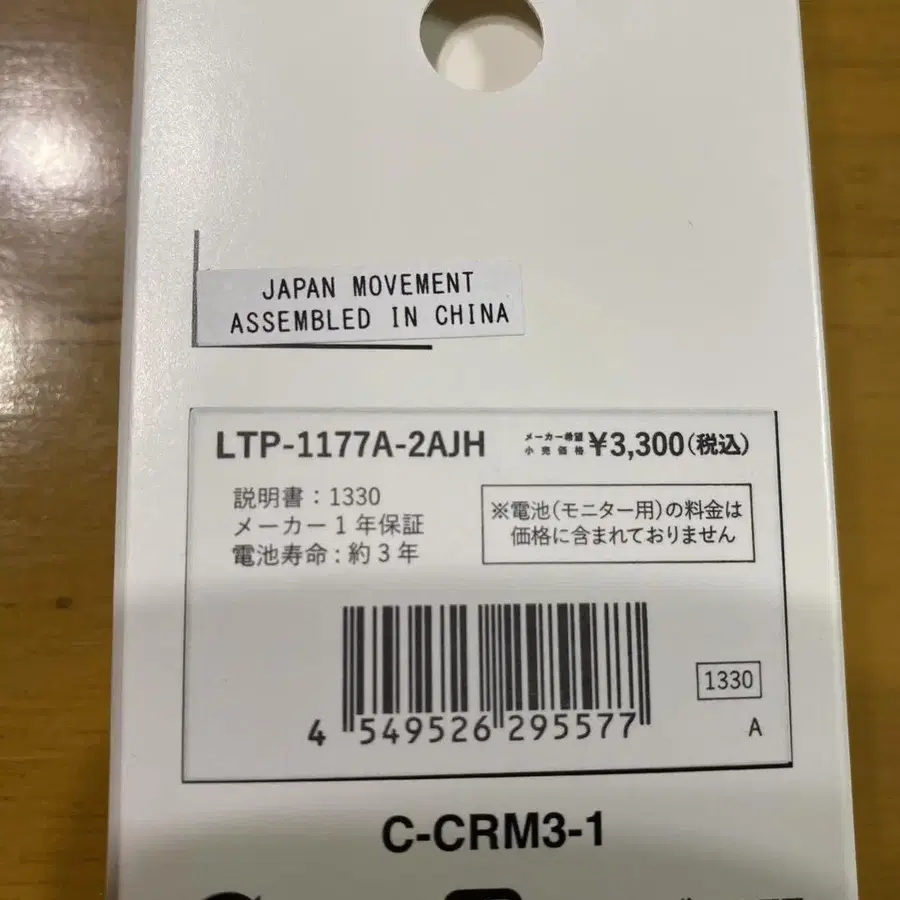 JAPAN MOVEMENT
ASSEMBLED IN CHINA
LTP-1177A-2AJH
メーカー希望
小売価格
¥3,300(税込)
説明書:1330
メーカー1年保証
電池寿命:約3年
※電池(モニター用)の料金は
価格に含まれておりません
4 549526 295577
1330
A
C-CRM3-1